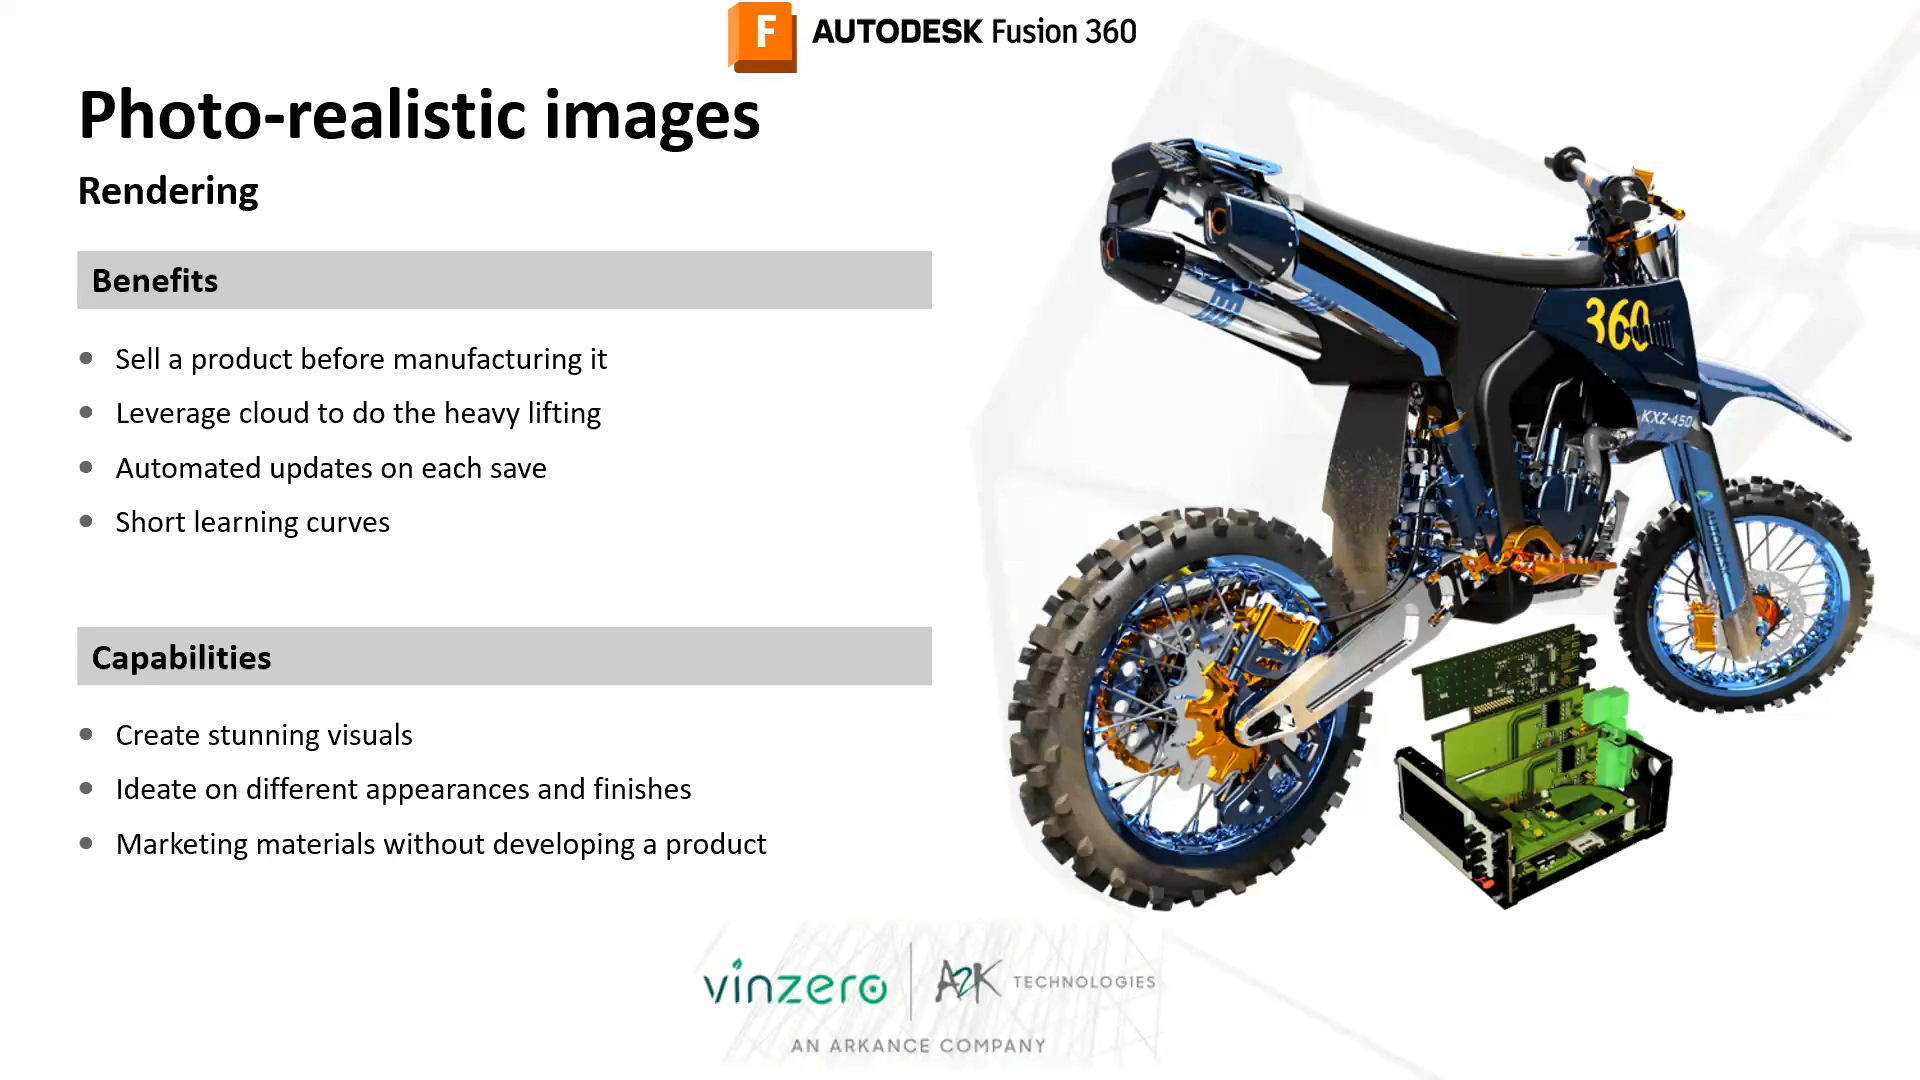 F AUTODESK Fusion 360
Photo-realistic images
Rendering
Benefits
Sell a product before manufacturing it
Leverage cloud to do the heavy lifting
Automated updates on each save
Short learning curves
Capabilities
Create stunning visuals
Ideate on different appearances and finishes
Marketing materials without developing a product
360
KXZ-450
AUTODESK
vinzero A2K TECHNOLOGIES
AN ARKANCE COMPANY